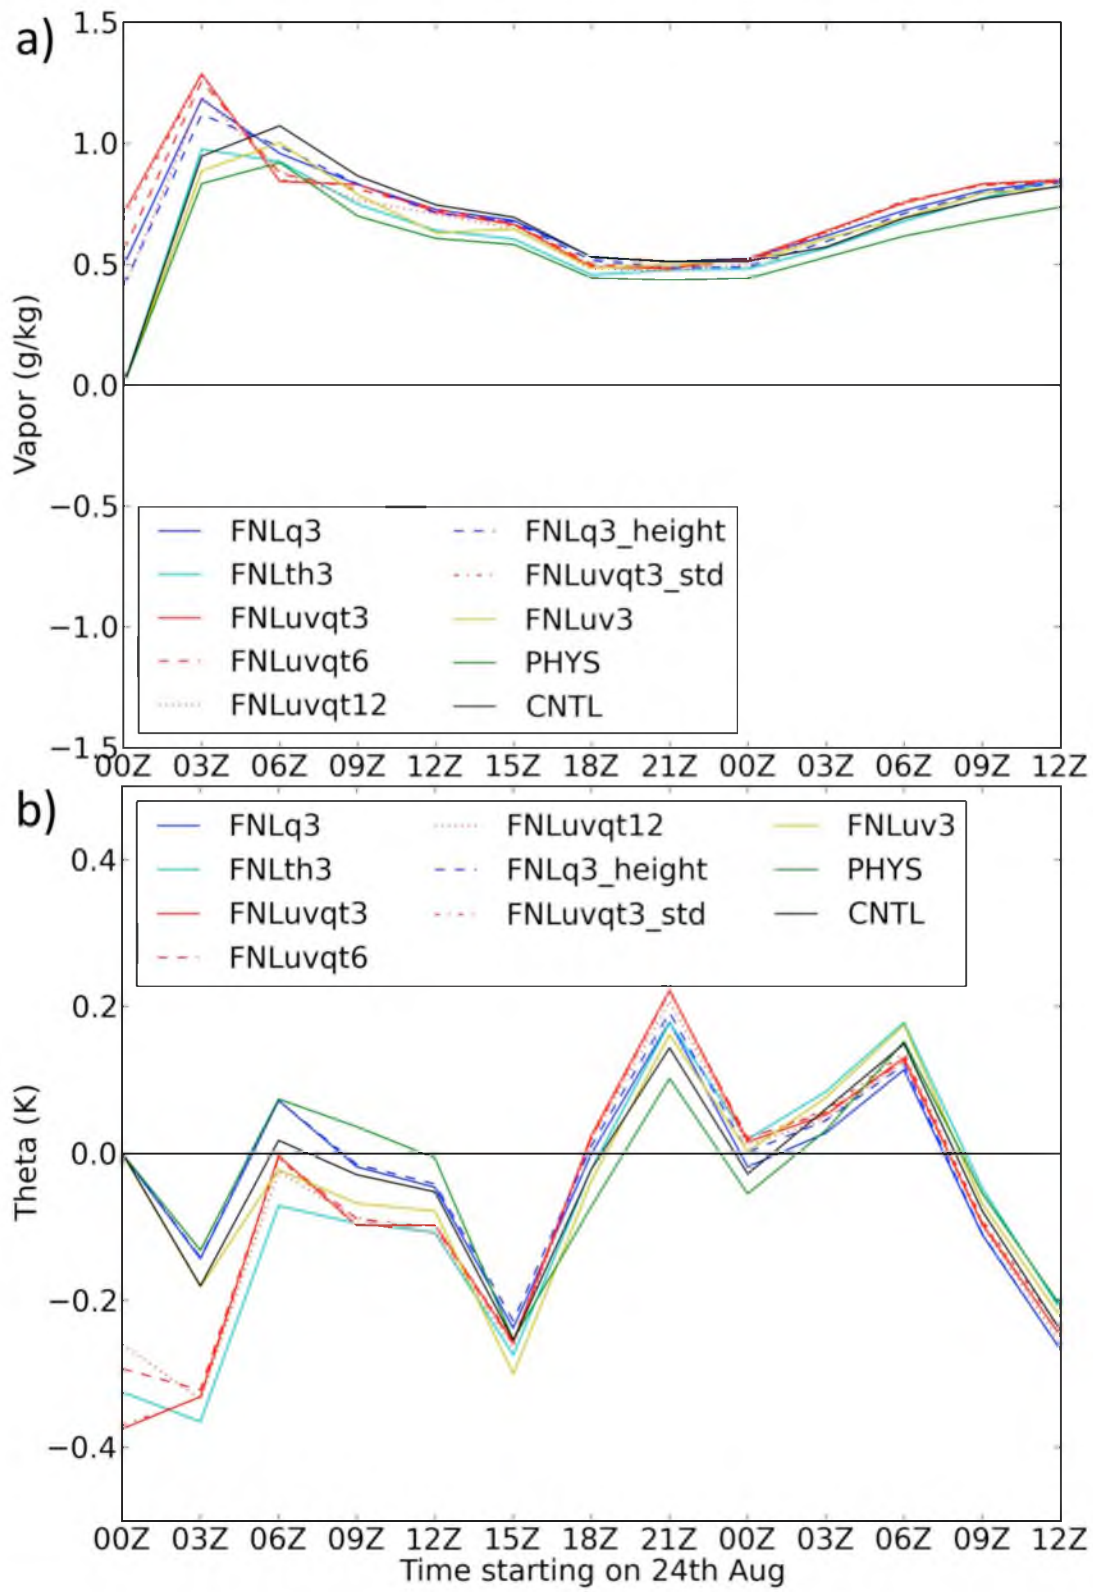 a)
1.5
1.0
0.5
0.0
−0.5
−1.0
−1.5
Vapor (g/kg)
FNLq3
FNLth3
FNLuvqt3
FNLuvqt6
FNLuvqt12
FNLq3_height
FNLuvqt3_std
FNLuv3
PHYS
CNTL
00Z 03Z 06Z 09Z 12Z 15Z 18Z 21Z 00Z 03Z 06Z 09Z 12Z
b)
0.4
0.2
0.0
−0.2
−0.4
Theta (K)
FNLq3
FNLth3
FNLuvqt3
FNLuvqt6
FNLuvqt12
FNLq3_height
FNLuvqt3_std
FNLuv3
PHYS
CNTL
00Z 03Z 06Z 09Z 12Z 15Z 18Z 21Z 00Z 03Z 06Z 09Z 12Z
Time starting on 24th Aug